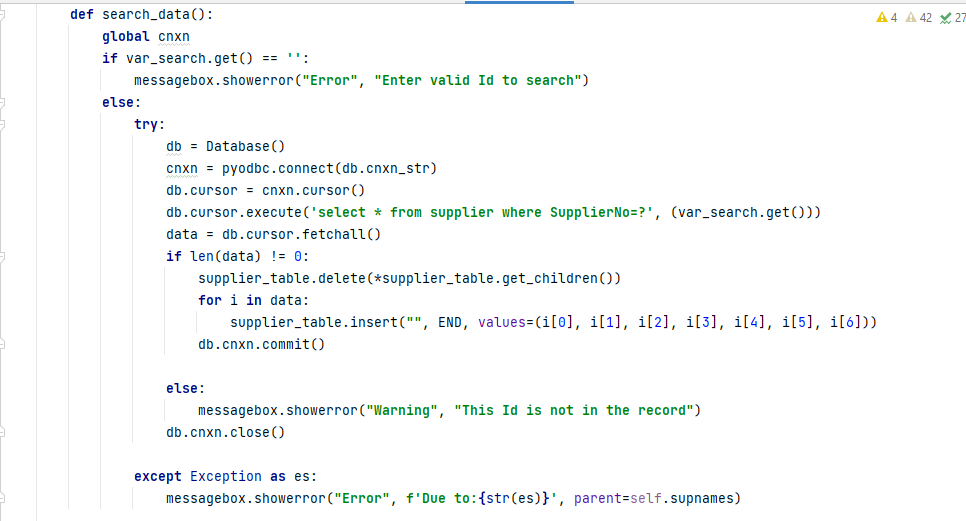 def search_data():
    global cnxn
    if var_search.get() == '':
        messagebox.showerror("Error", "Enter valid Id to search")
    else:
        try:
            db = Database()
            cnxn = pyodbc.connect(db.cnxn_str)
            db.cursor = cnxn.cursor()
            db.cursor.execute('select * from supplier where SupplierNo=?', (var_search.get()))
            data = db.cursor.fetchall()
            if len(data) != 0:
                supplier_table.delete(*supplier_table.get_children())
                for i in data:
                    supplier_table.insert("", END, values=(i[0], i[1], i[2], i[3], i[4], i[5], i[6]))
                db.cnxn.commit()
            else:
                messagebox.showerror("Warning", "This Id is not in the record")
            db.cnxn.close()
        except Exception as es:
            messagebox.showerror("Error", f'Due to:{str(es)}', parent=self.supnames)
4 42 27